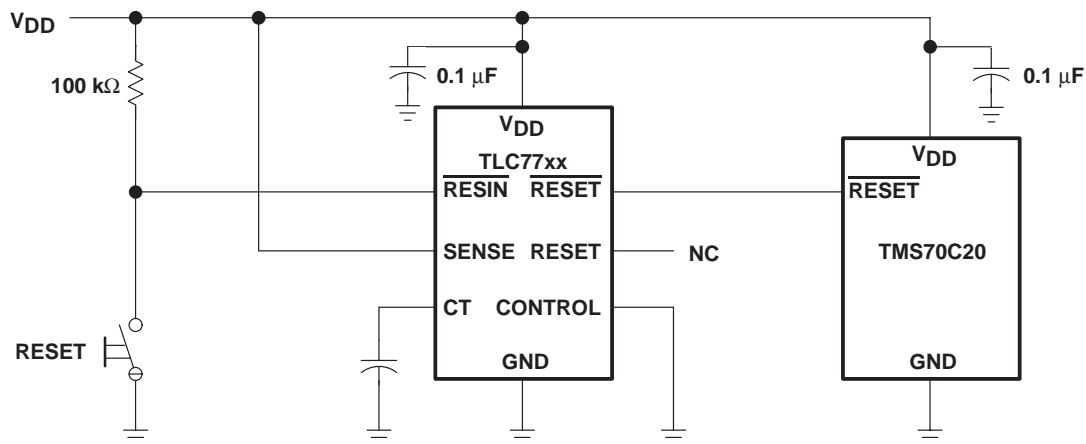 VDD
100 kΩ
0.1 μF
0.1 μF
VDD
TLC77xx
RESIN RESET
SENSE RESET
CT CONTROL
GND
NC
VDD
RESET
TMS70C20
GND
RESET